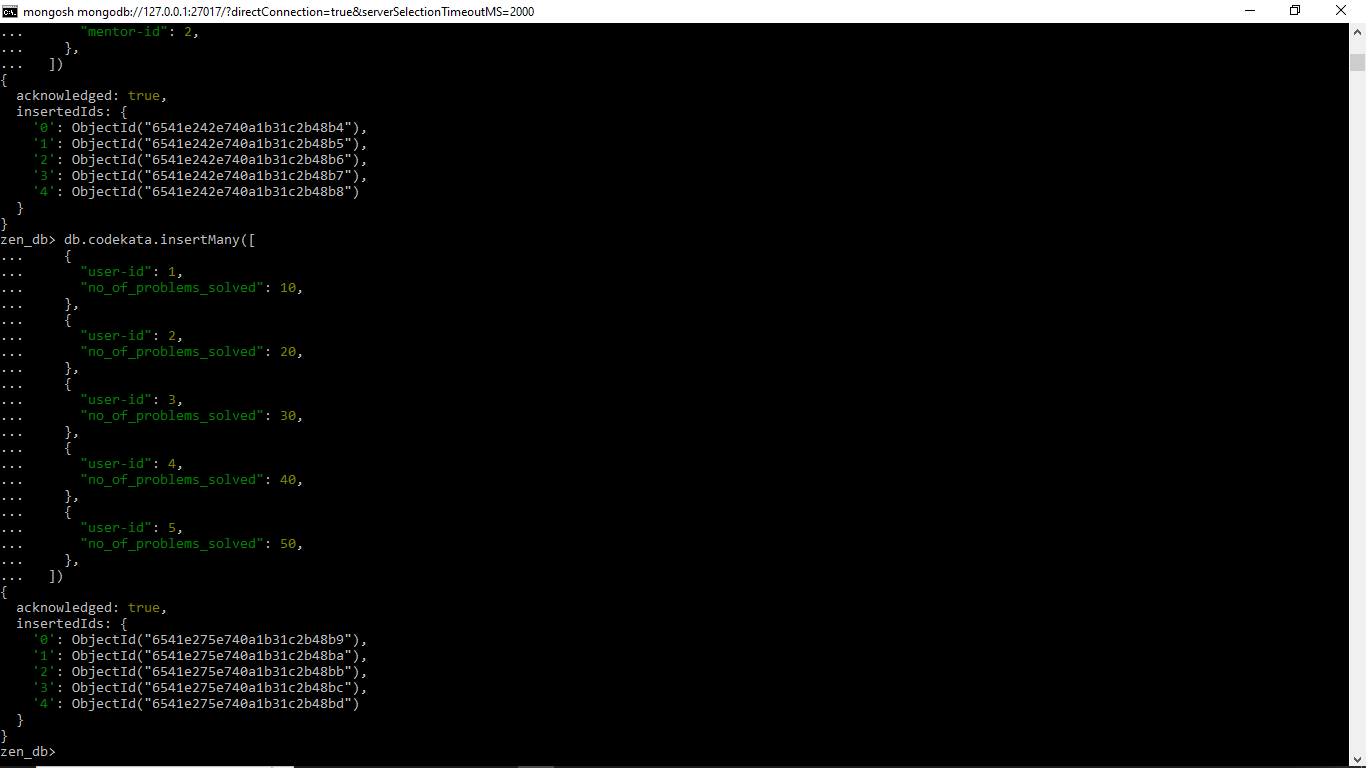 mongosh mongodb://127.0.0.1:27017/?directConnection=true&serverSelectionTimeoutMS=2000
...       "mentor-id": 2,
...     },
...   ])
{
  acknowledged: true,
  insertedIds: {
    '0': ObjectId("6541e242e740a1b31c2b48b4"),
    '1': ObjectId("6541e242e740a1b31c2b48b5"),
    '2': ObjectId("6541e242e740a1b31c2b48b6"),
    '3': ObjectId("6541e242e740a1b31c2b48b7"),
    '4': ObjectId("6541e242e740a1b31c2b48b8")
  }
}
zen_db> db.codekata.insertMany([
...     {
...       "user-id": 1,
...       "no_of_problems_solved": 10,
...     },
...     {
...       "user-id": 2,
...       "no_of_problems_solved": 20,
...     },
...     {
...       "user-id": 3,
...       "no_of_problems_solved": 30,
...     },
...     {
...       "user-id": 4,
...       "no_of_problems_solved": 40,
...     },
...     {
...       "user-id": 5,
...       "no_of_problems_solved": 50,
...     },
...   ])
{
  acknowledged: true,
  insertedIds: {
    '0': ObjectId("6541e275e740a1b31c2b48b9"),
    '1': ObjectId("6541e275e740a1b31c2b48ba"),
    '2': ObjectId("6541e275e740a1b31c2b48bb"),
    '3': ObjectId("6541e275e740a1b31c2b48bc"),
    '4': ObjectId("6541e275e740a1b31c2b48bd")
  }
}
zen_db>